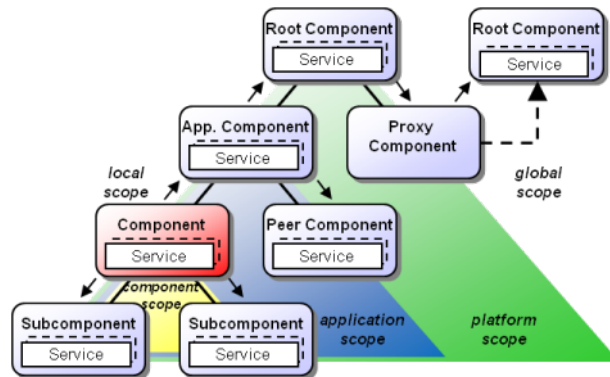 Root Component
Service
Root Component
Service
App. Component
Service
Proxy
Component
local
scope
global
scope
Component
Service
Peer Component
Service
component
scope
Subcomponent
Service
Subcomponent
Service
application
scope
platform
scope